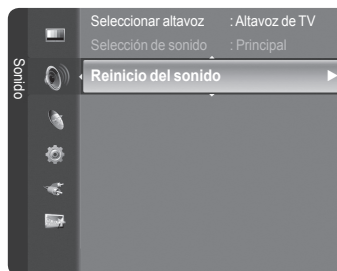 Sonido
Seleccionar altavoz : Altavoz de TV
Selección de sonido : Principal
Reinicio del sonido